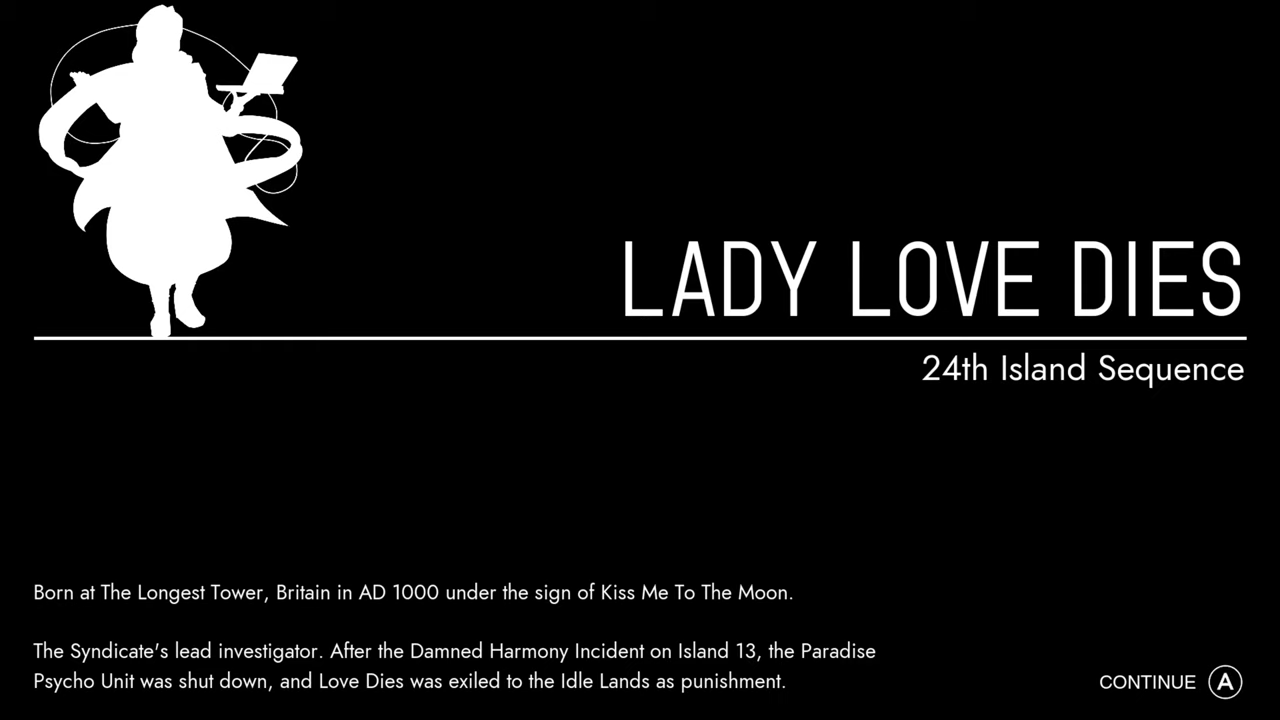 LADY LOVE DIES
24th Island Sequence
Born at The Longest Tower, Britain in AD 1000 under the sign of Kiss Me To The Moon.
The Syndicate's lead investigator. After the Damned Harmony Incident on Island 13, the Paradise
Psycho Unit was shut down, and Love Dies was exiled to the Idle Lands as punishment.
CONTINUE A